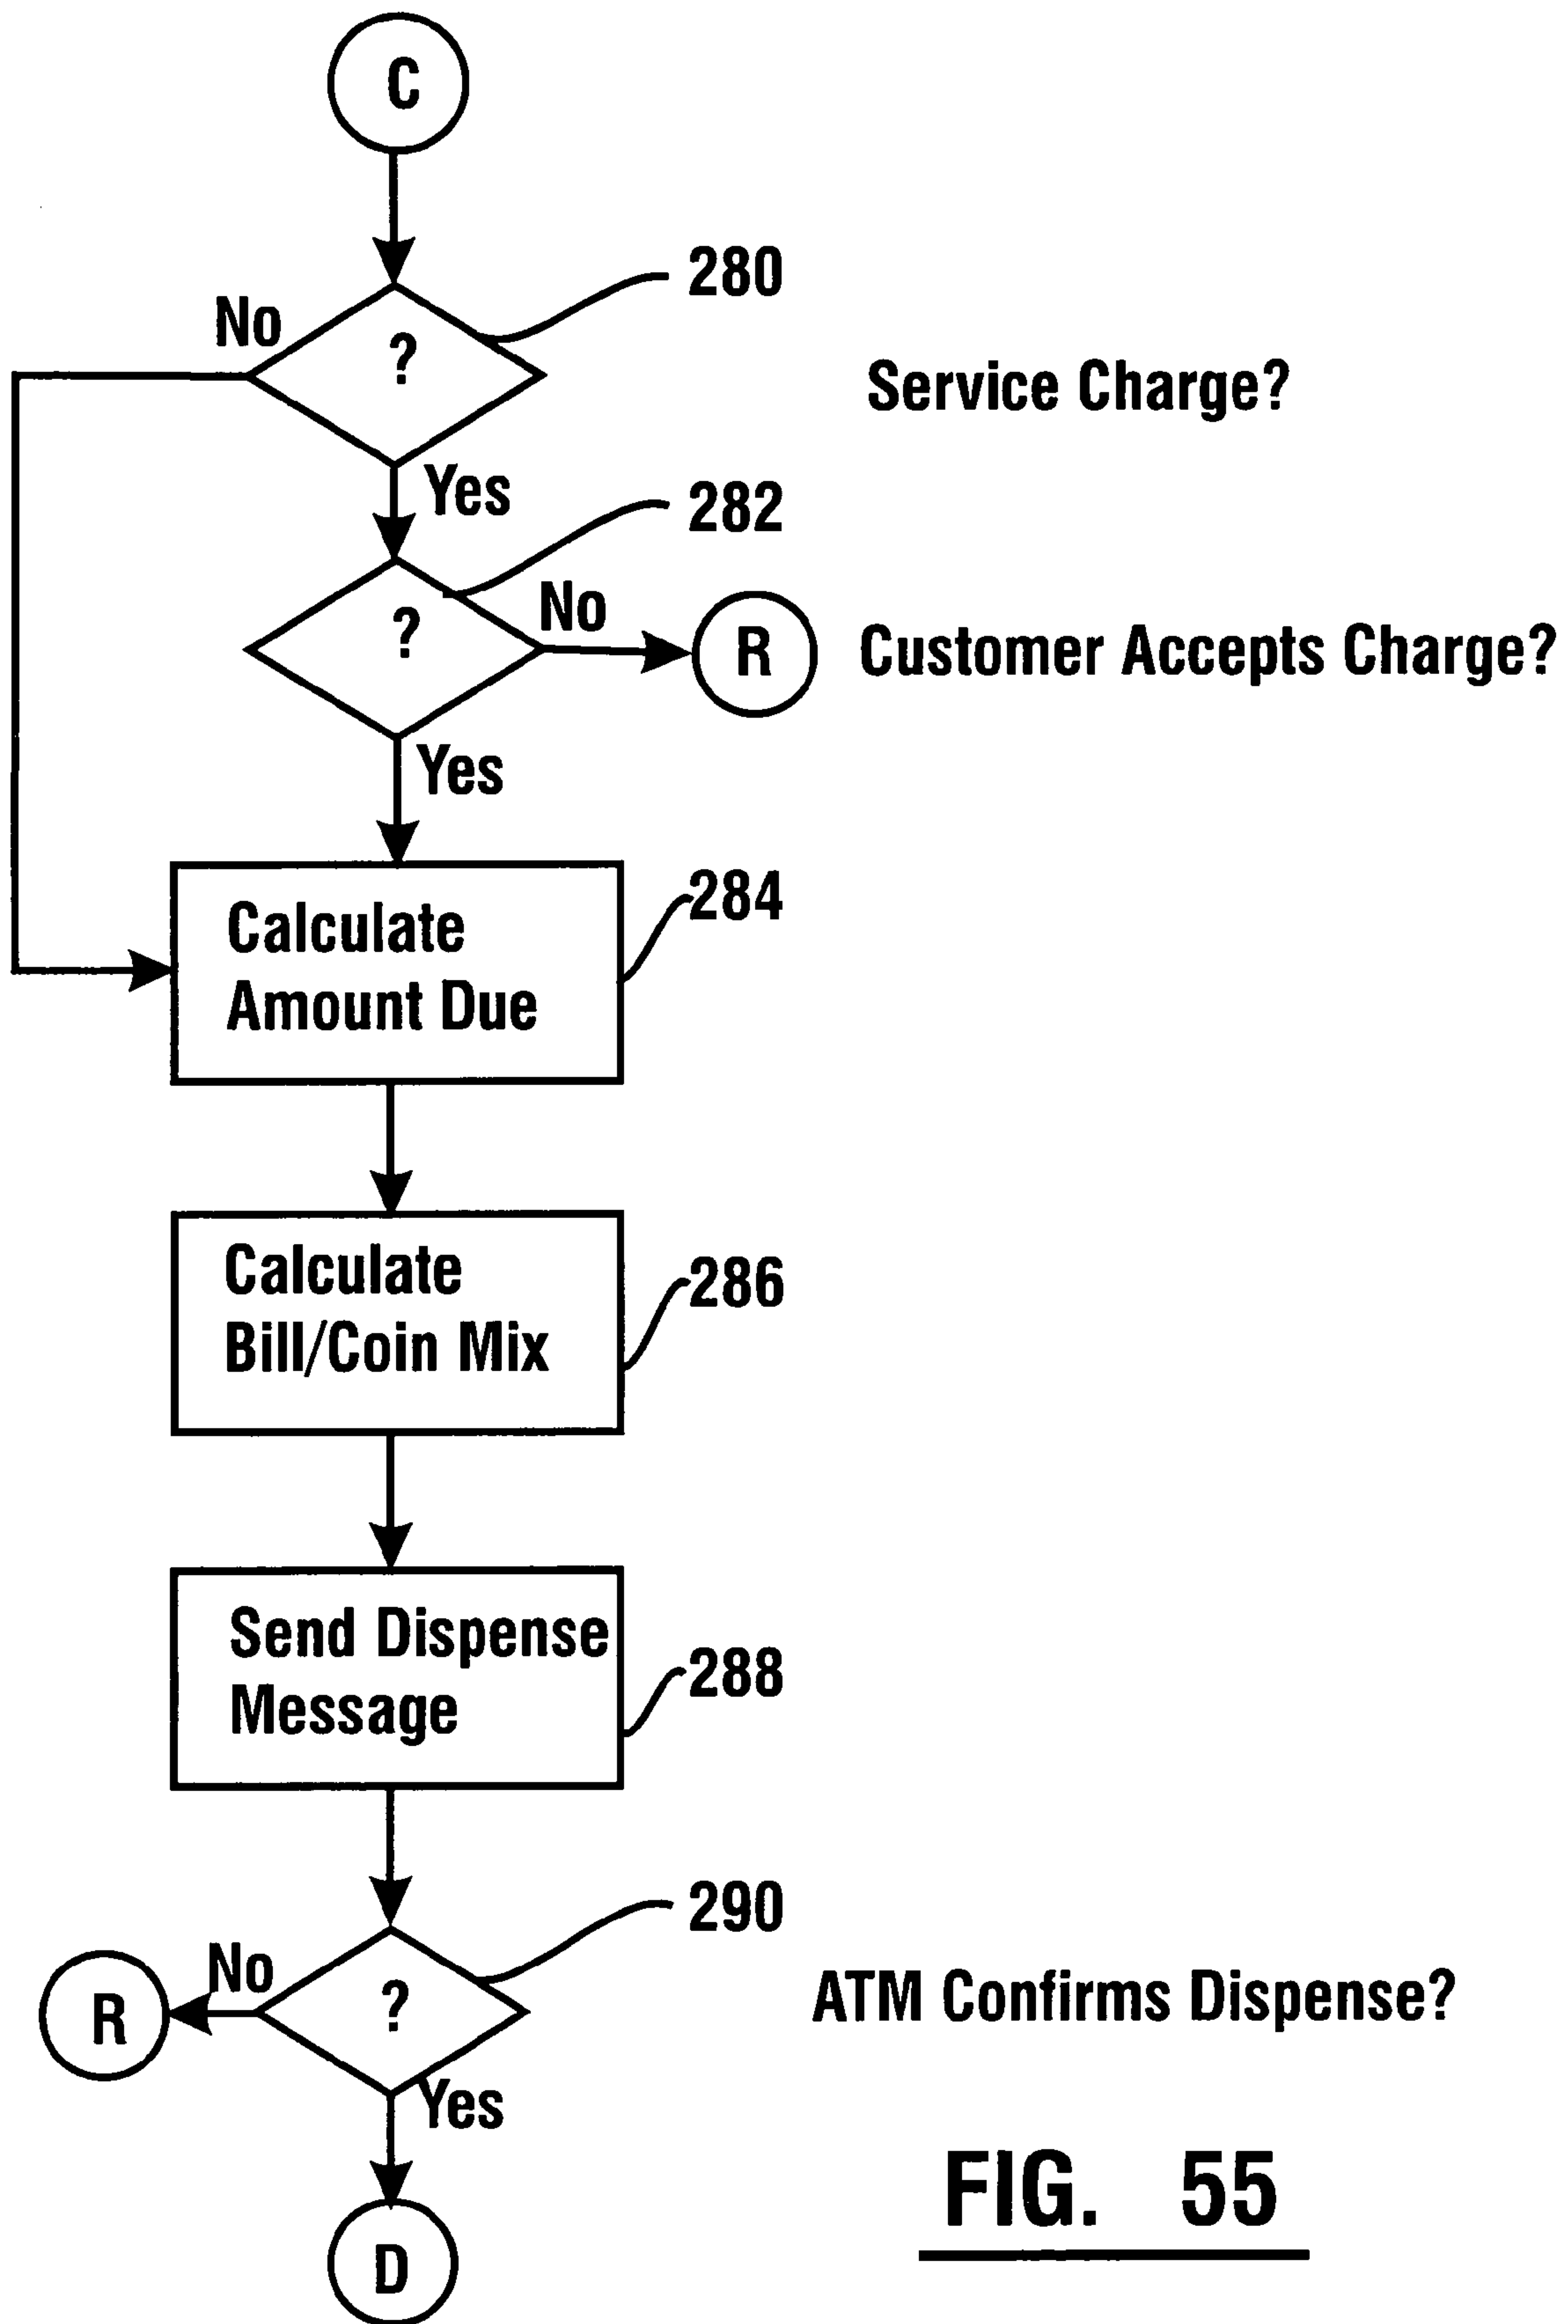 C
280
No
?
Service Charge?
Yes
282
?
No
R
Customer Accepts Charge?
Yes
284
Calculate
Amount Due
Calculate
Bill/Coin Mix
286
Send Dispense
Message
288
290
No
R
?
ATM Confirms Dispense?
Yes
D
FIG. 55